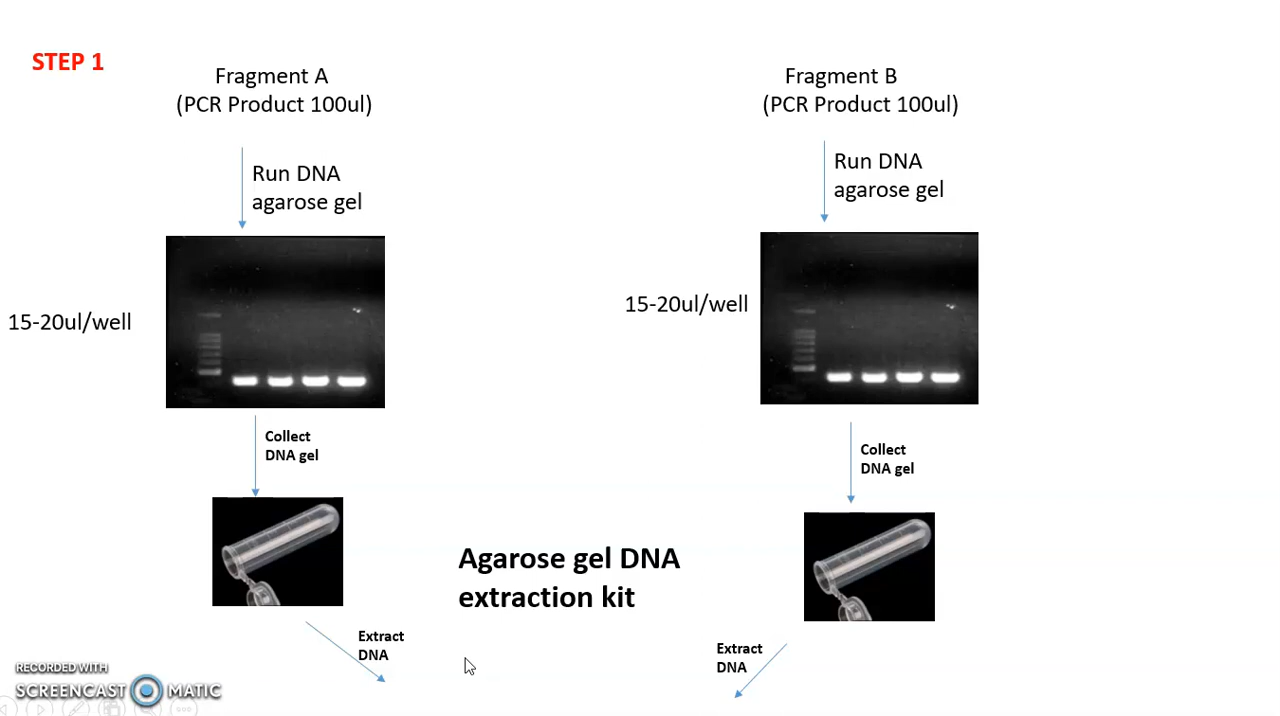 STEP 1
Fragment A
(PCR Product 100ul)
Run DNA
agarose gel
15-20ul/well
Collect
DNA gel
Extract
DNA
Fragment B
(PCR Product 100ul)
Run DNA
agarose gel
15-20ul/well
Collect
DNA gel
Extract
DNA
Agarose gel DNA
extraction kit
RECORDED WITH
SCREENCAST MATIC